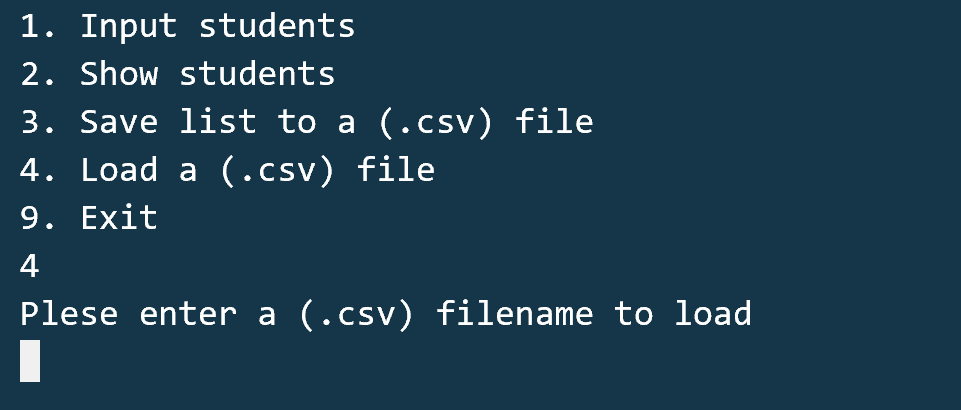 1. Input students
2. Show students
3. Save list to a (.csv) file
4. Load a (.csv) file
9. Exit
4
Plese enter a (.csv) filename to load